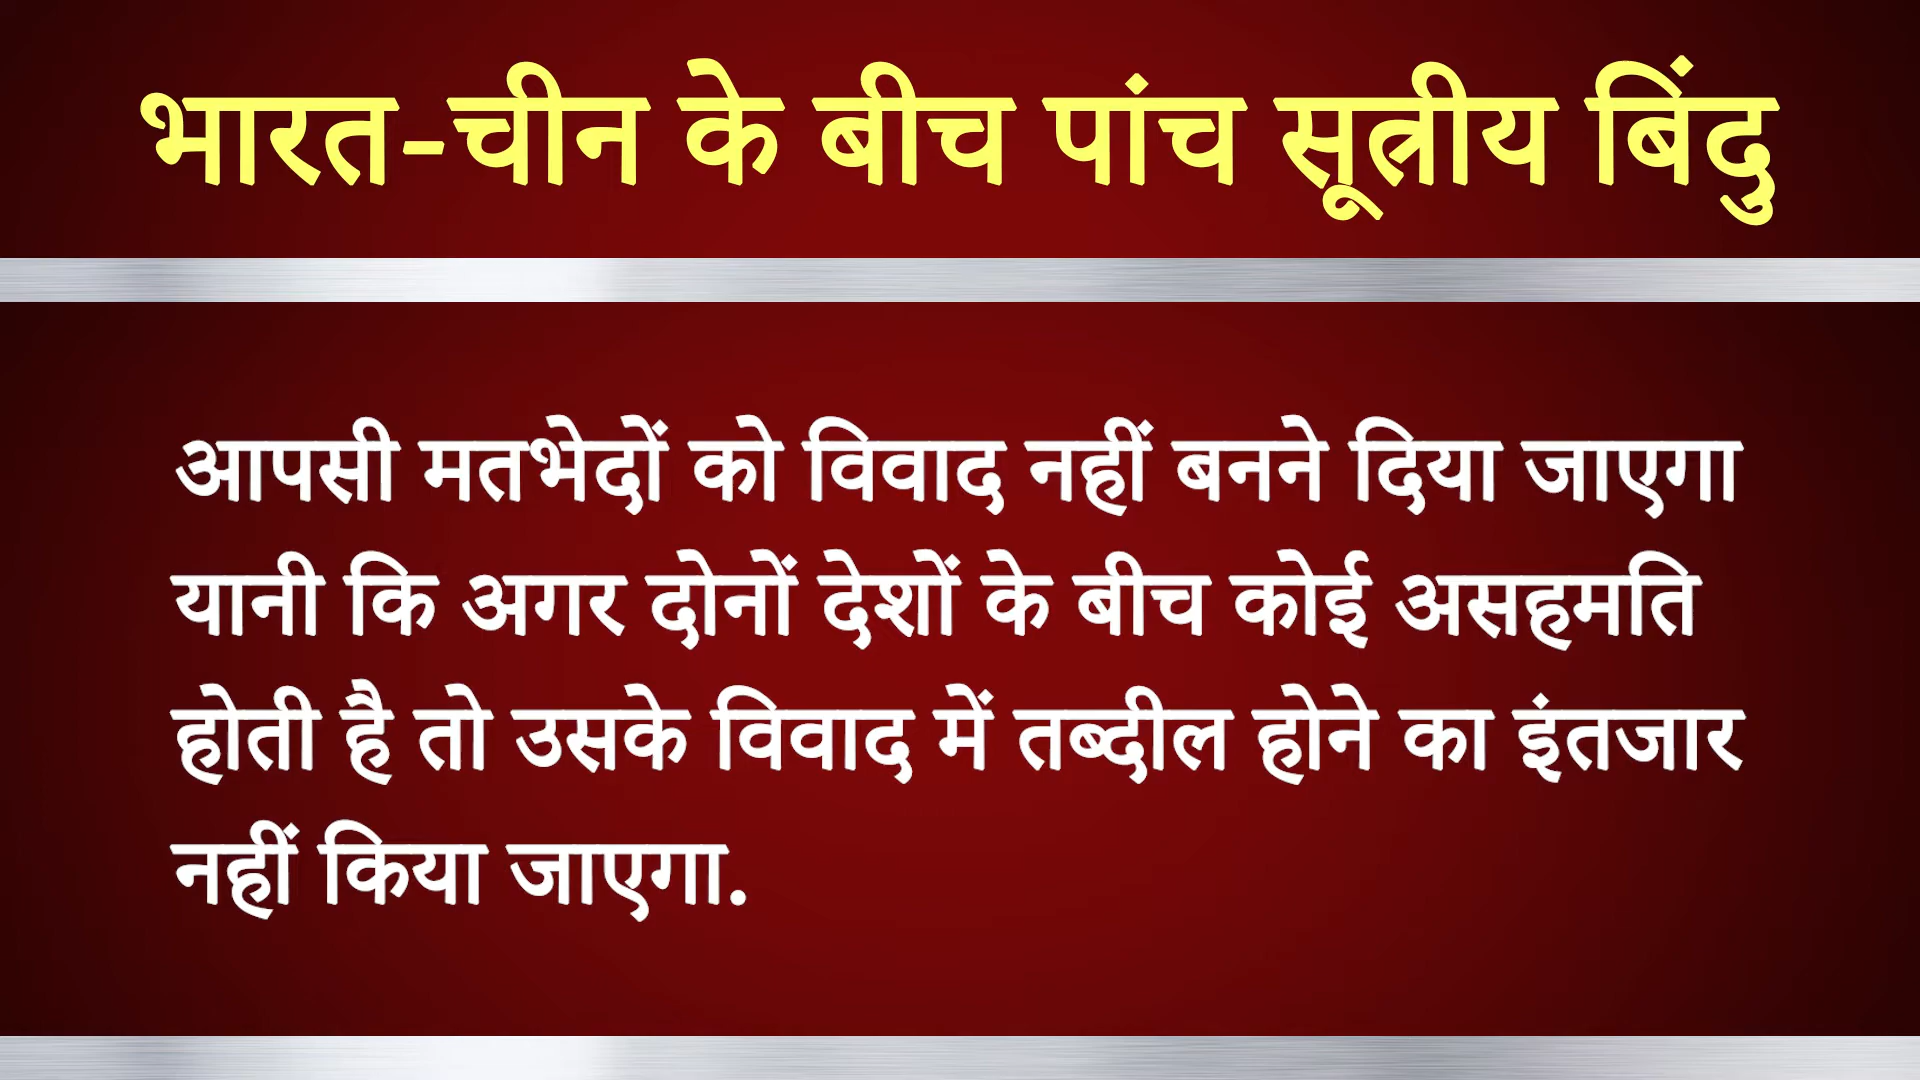 भारत-चीन के बीच पांच सूत्रीय बिंदु
आपसी मतभेदों को विवाद नहीं बनने दिया जाएगा
यानी कि अगर दोनों देशों के बीच कोई असहमति
होती है तो उसके विवाद में तब्दील होने का इंतजार
नहीं किया जाएगा.